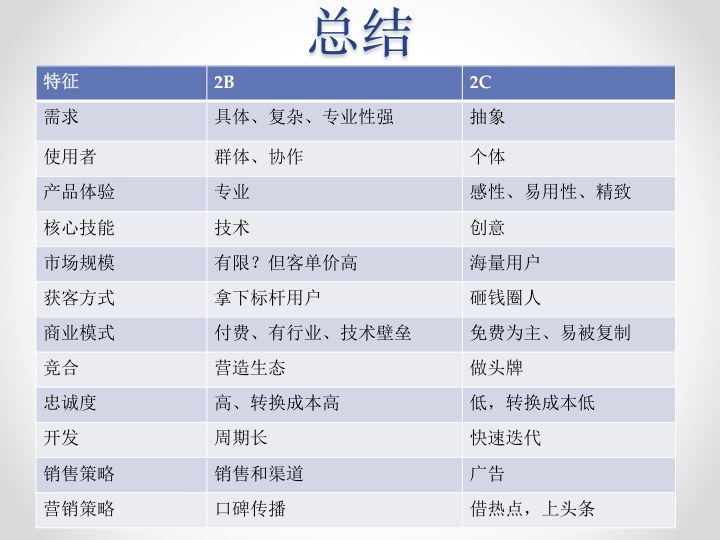 总结
特征 2B 2C
需求 具体、复杂、专业性强 抽象
使用者 群体、协作 个体
产品体验 专业 感性、易用性、精致
核心技能 技术 创意
市场规模 有限？但客单价高 海量用户
获客方式 拿下标杆用户 砸钱圈人
商业模式 付费、有行业、技术壁垒 免费为主、易被复制
竞合 营造生态 做头牌
忠诚度 高、转换成本高 低，转换成本低
开发 周期长 快速迭代
销售策略 销售和渠道 广告
营销策略 口碑传播 借热点，上头条